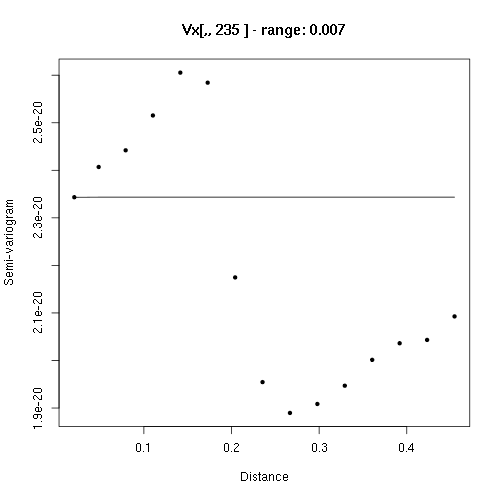 Vx[,, 235 ] - range: 0.007
Semi-variogram
2.5e-20
2.3e-20
2.1e-20
1.9e-20
0.1 0.2 0.3 0.4
Distance